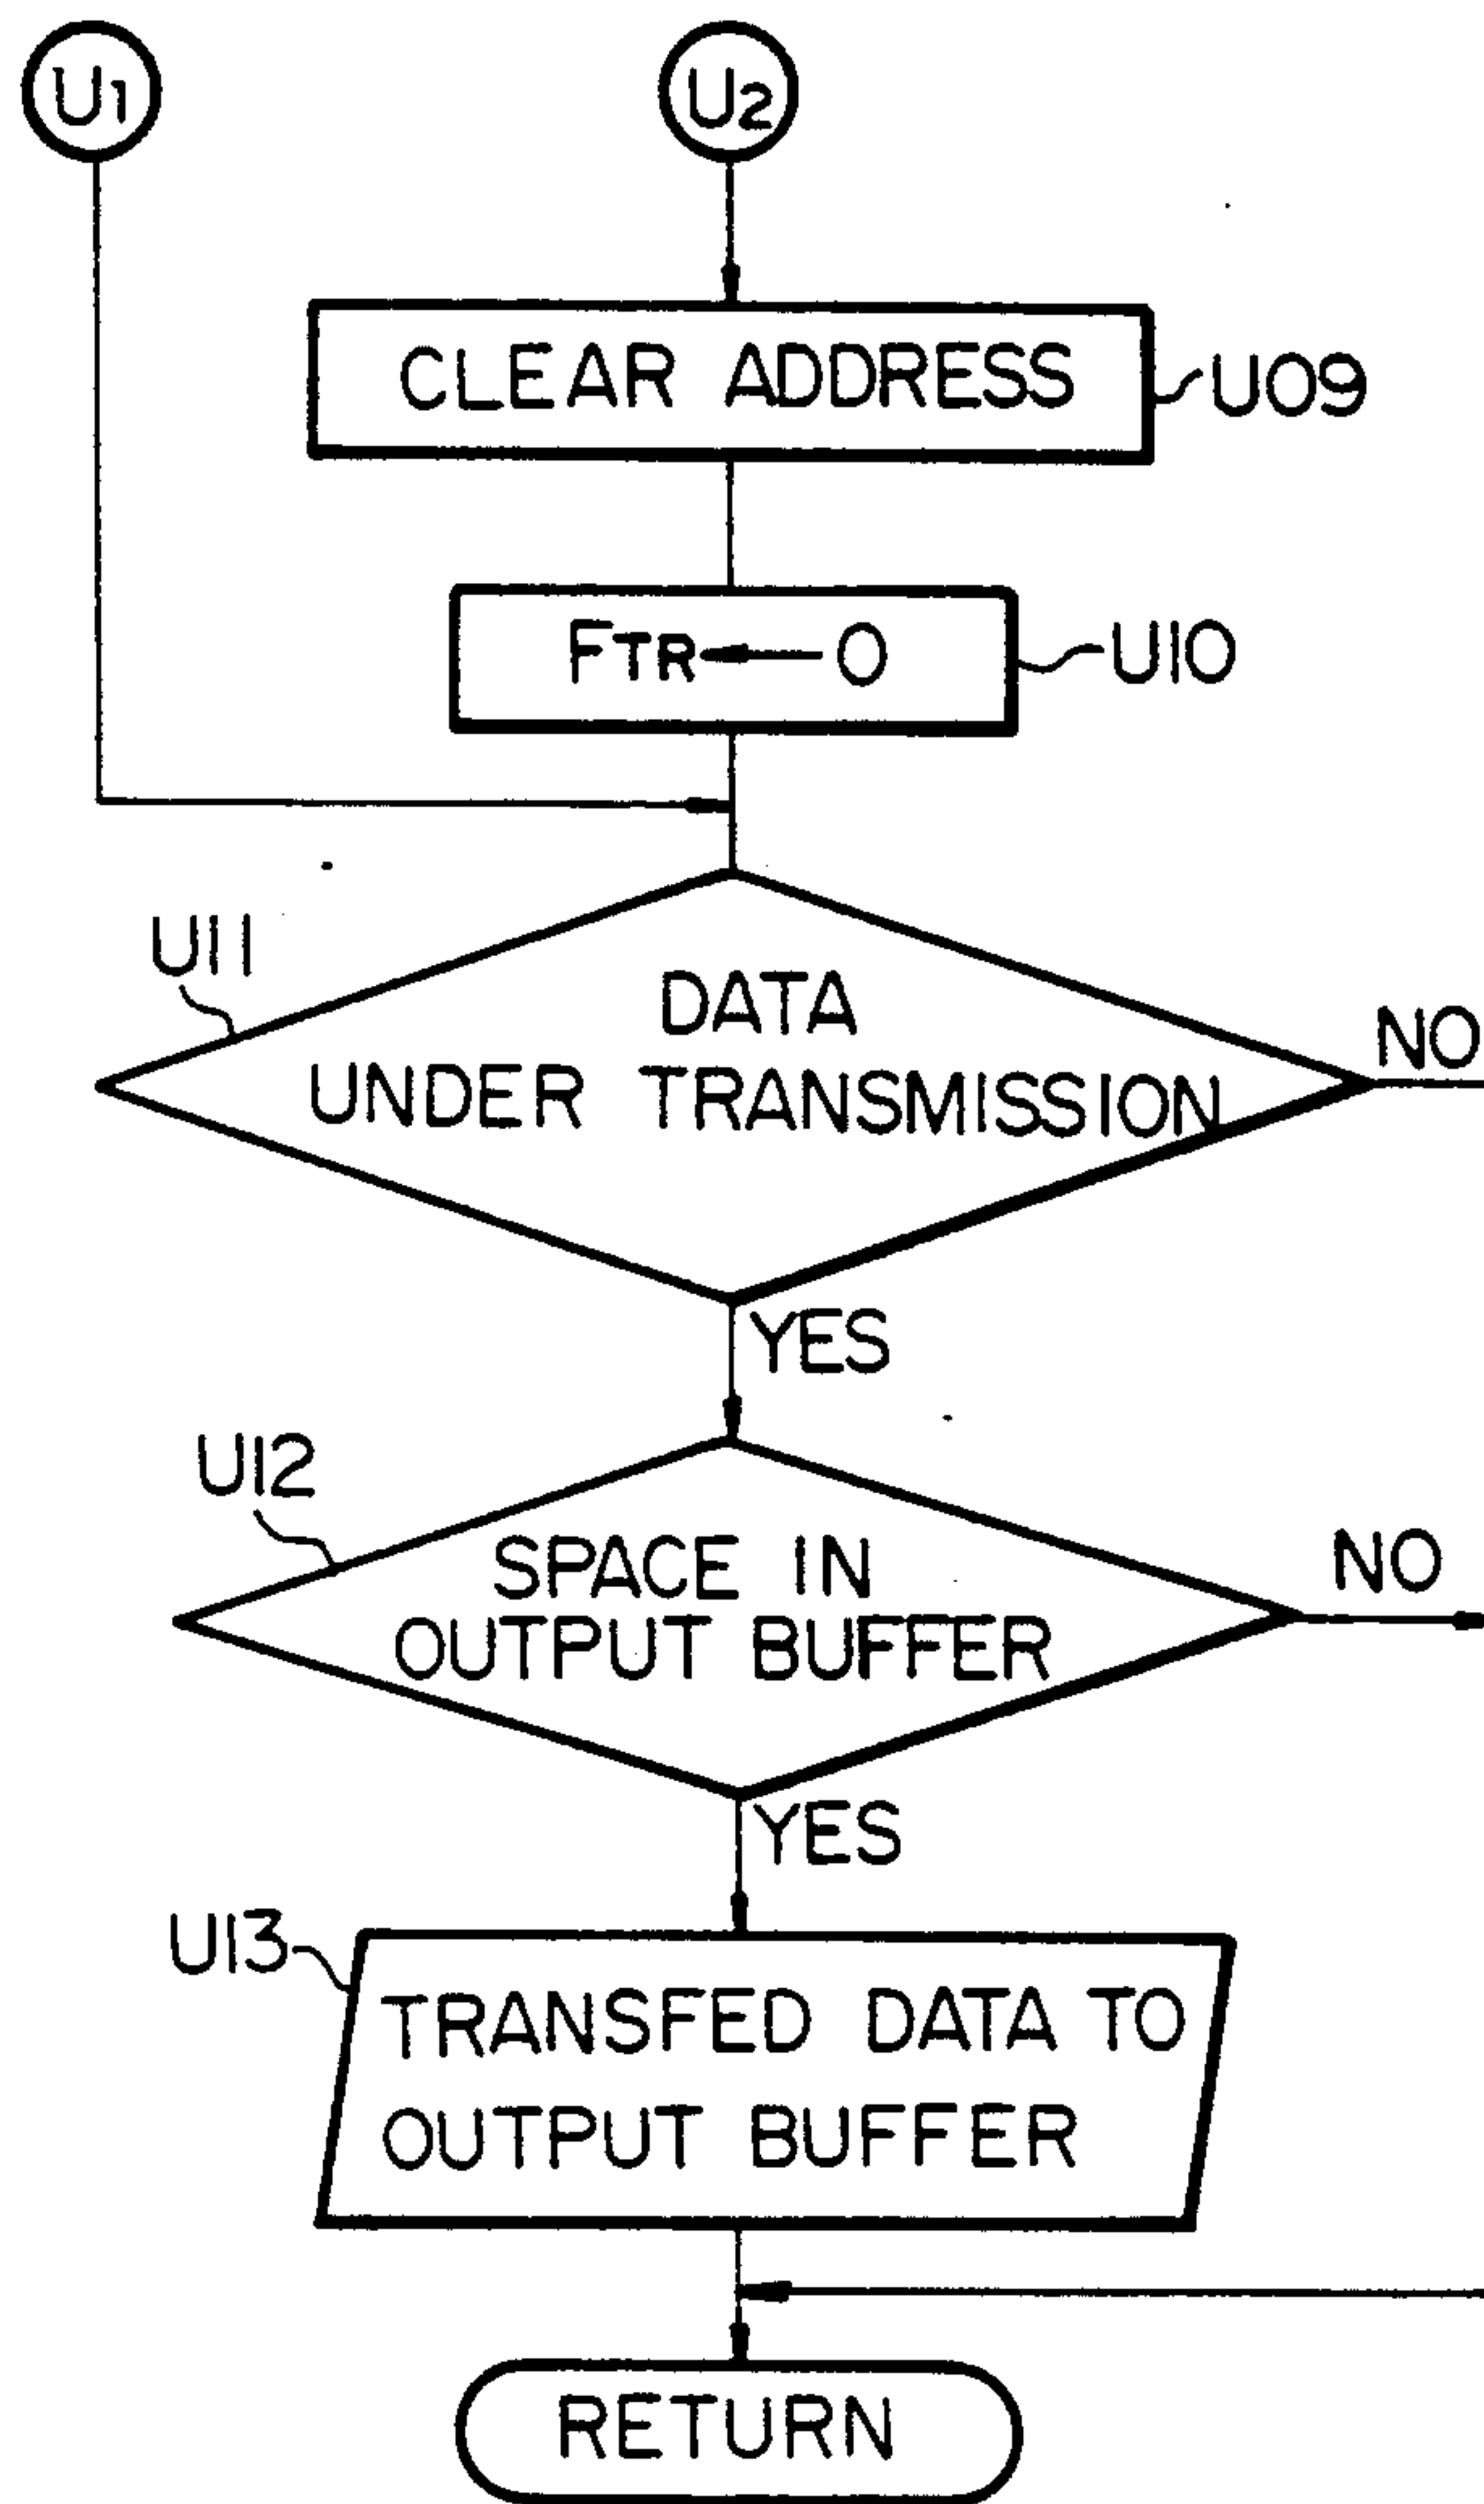 U1
U2
CLEAR ADDRESS
U09
FTR ← 0
U10
U11
DATA
UNDER TRANSMISSION
NO
YES
U12
SPACE IN
OUTPUT BUFFER
NO
YES
U13
TRANSFED DATA TO
OUTPUT BUFFER
RETURN